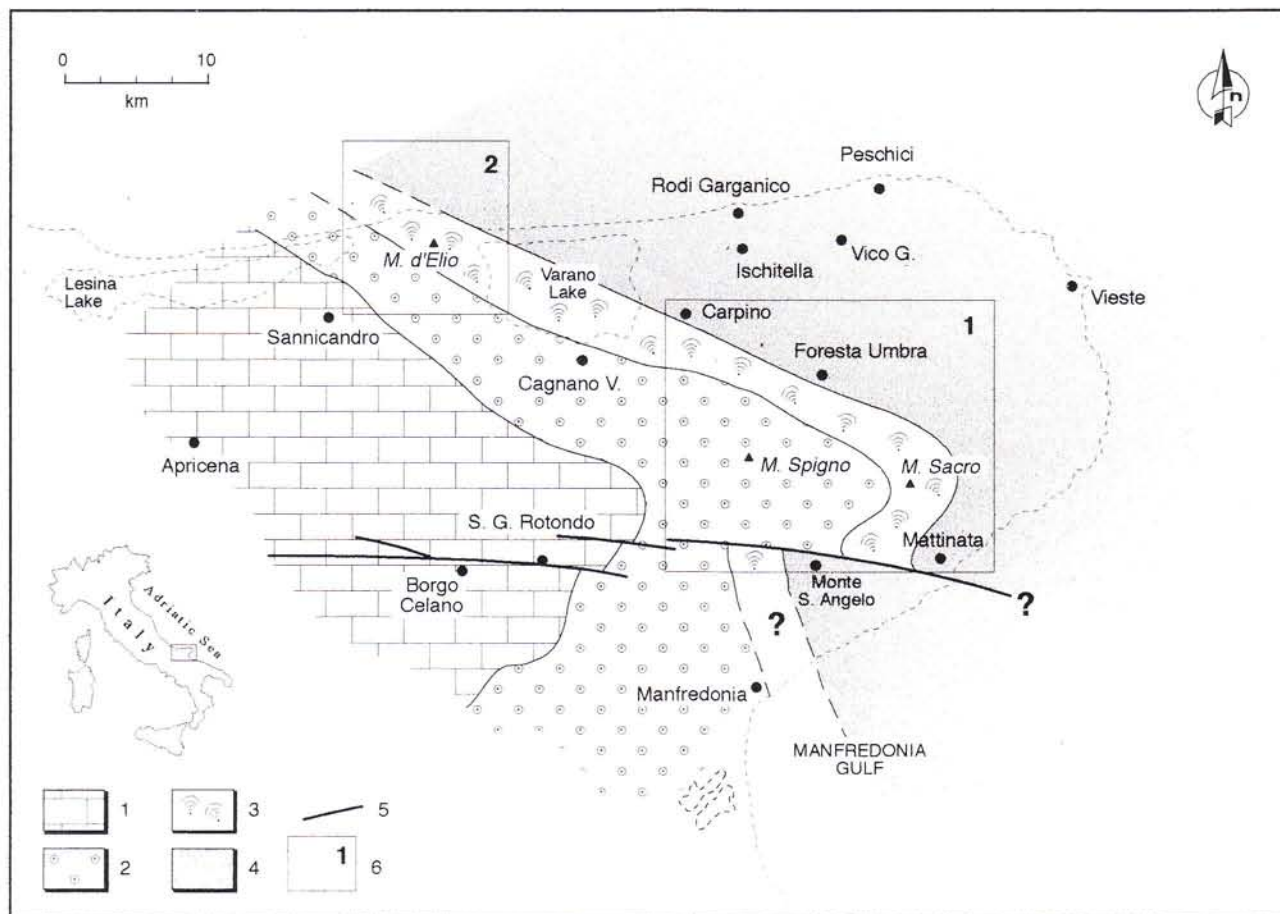 0 10
km
n
2
Peschici
Rodi Garganico
Ischitella
Vico G.
M. d'Elio
Varano
Lake
Lesina
Lake
Vieste
Sannicandro
Carpino
1
Cagnano V.
Foresta Umbra
Apricena
M. Spigno
M. Sacro
S. G. Rotondo
Mattinata
Borgo
Celano
Monte
S. Angelo
?
?
Manfredonia
MANFREDONIA
GULF
Italy
Adriatic Sea
1
3
5
2
4
1
6